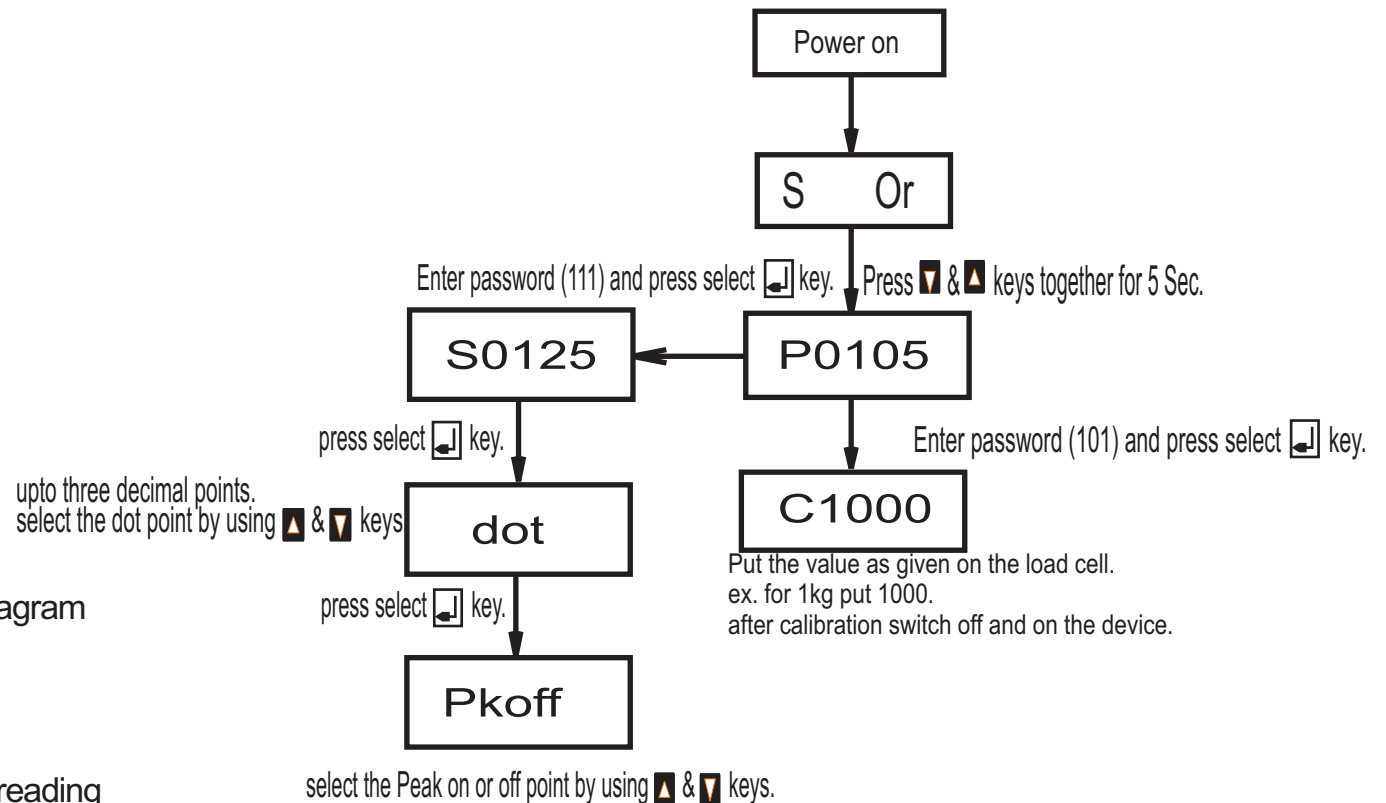 Power on
S Or
Enter password (111) and press select key.
Press & keys together for 5 Sec.
S0125
P0105
press select key.
Enter password (101) and press select key.
upto three decimal points.
select the dot point by using & keys
dot
C1000
Put the value as given on the load cell.
ex. for 1kg put 1000.
after calibration switch off and on the device.
agram
press select key.
Pkoff
reading
select the Peak on or off point by using & keys.